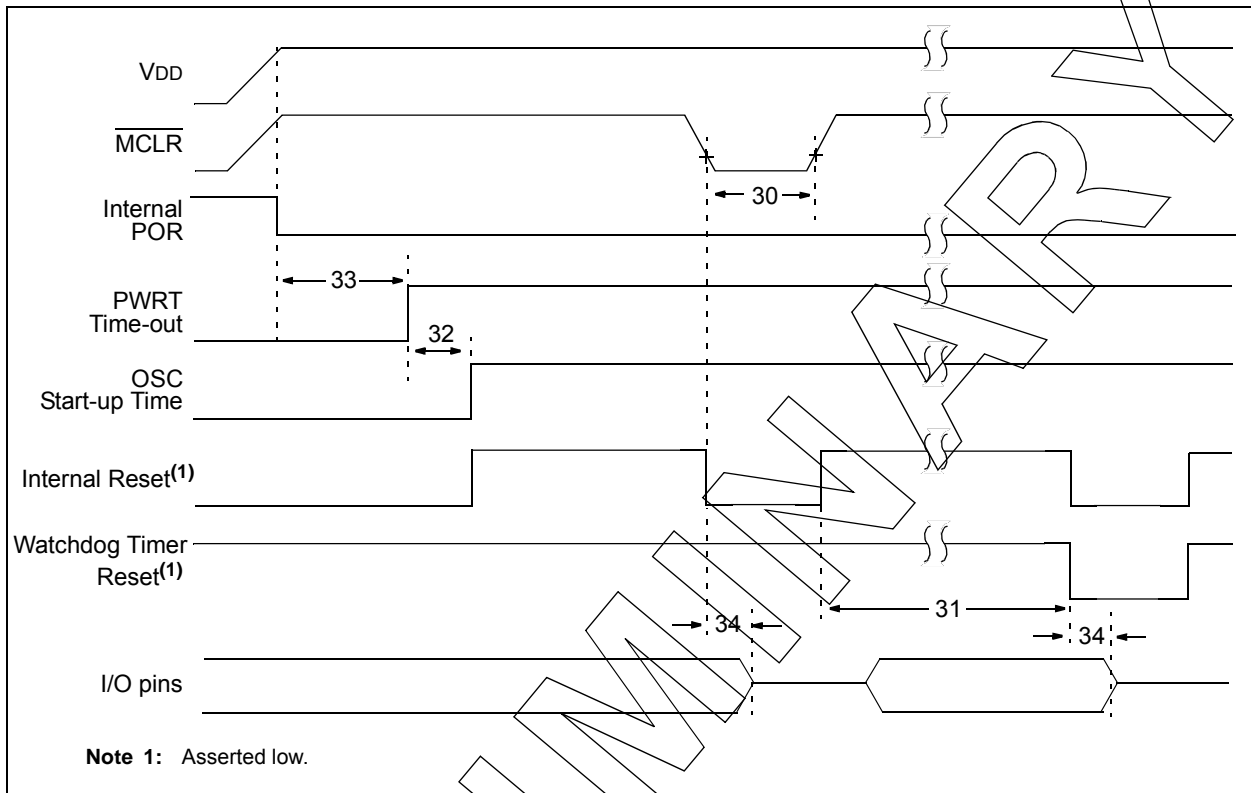 VDD
MCLR
30
Internal
POR
33
PWRT
Time-out
32
OSC
Start-up Time
Internal Reset(1)
Watchdog Timer
Reset(1)
31
34
34
I/O pins
Note 1: Asserted low.
IMINARY